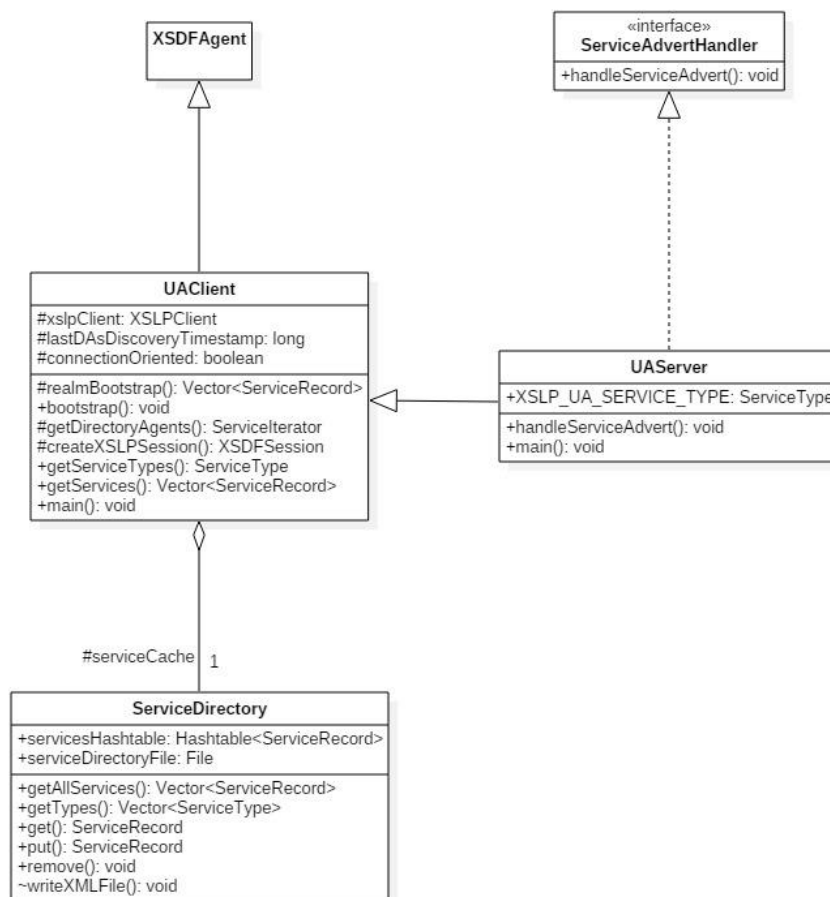 XSDFAgent
«interface»
ServiceAdvertHandler
+handleServiceAdvert(): void
UAClient
#xslpClient: XSLPClient
#lastDAsDiscoveryTimestamp: long
#connectionOriented: boolean
#realmBootstrap(): Vector<ServiceRecord>
+bootstrap(): void
#getDirectoryAgents(): ServiceIterator
#createXSLPSession(): XSDFSession
+getServiceTypes(): ServiceType
+getServices(): Vector<ServiceRecord>
+main(): void
UAServer
+XSLP_UA_SERVICE_TYPE: ServiceType
+handleServiceAdvert(): void
+main(): void
#serviceCache
1
ServiceDirectory
+servicesHashtable: Hashtable<ServiceRecord>
+serviceDirectoryFile: File
+getAllServices(): Vector<ServiceRecord>
+getTypes(): Vector<ServiceType>
+get(): ServiceRecord
+put(): ServiceRecord
+remove(): void
~writeXMLFile(): void